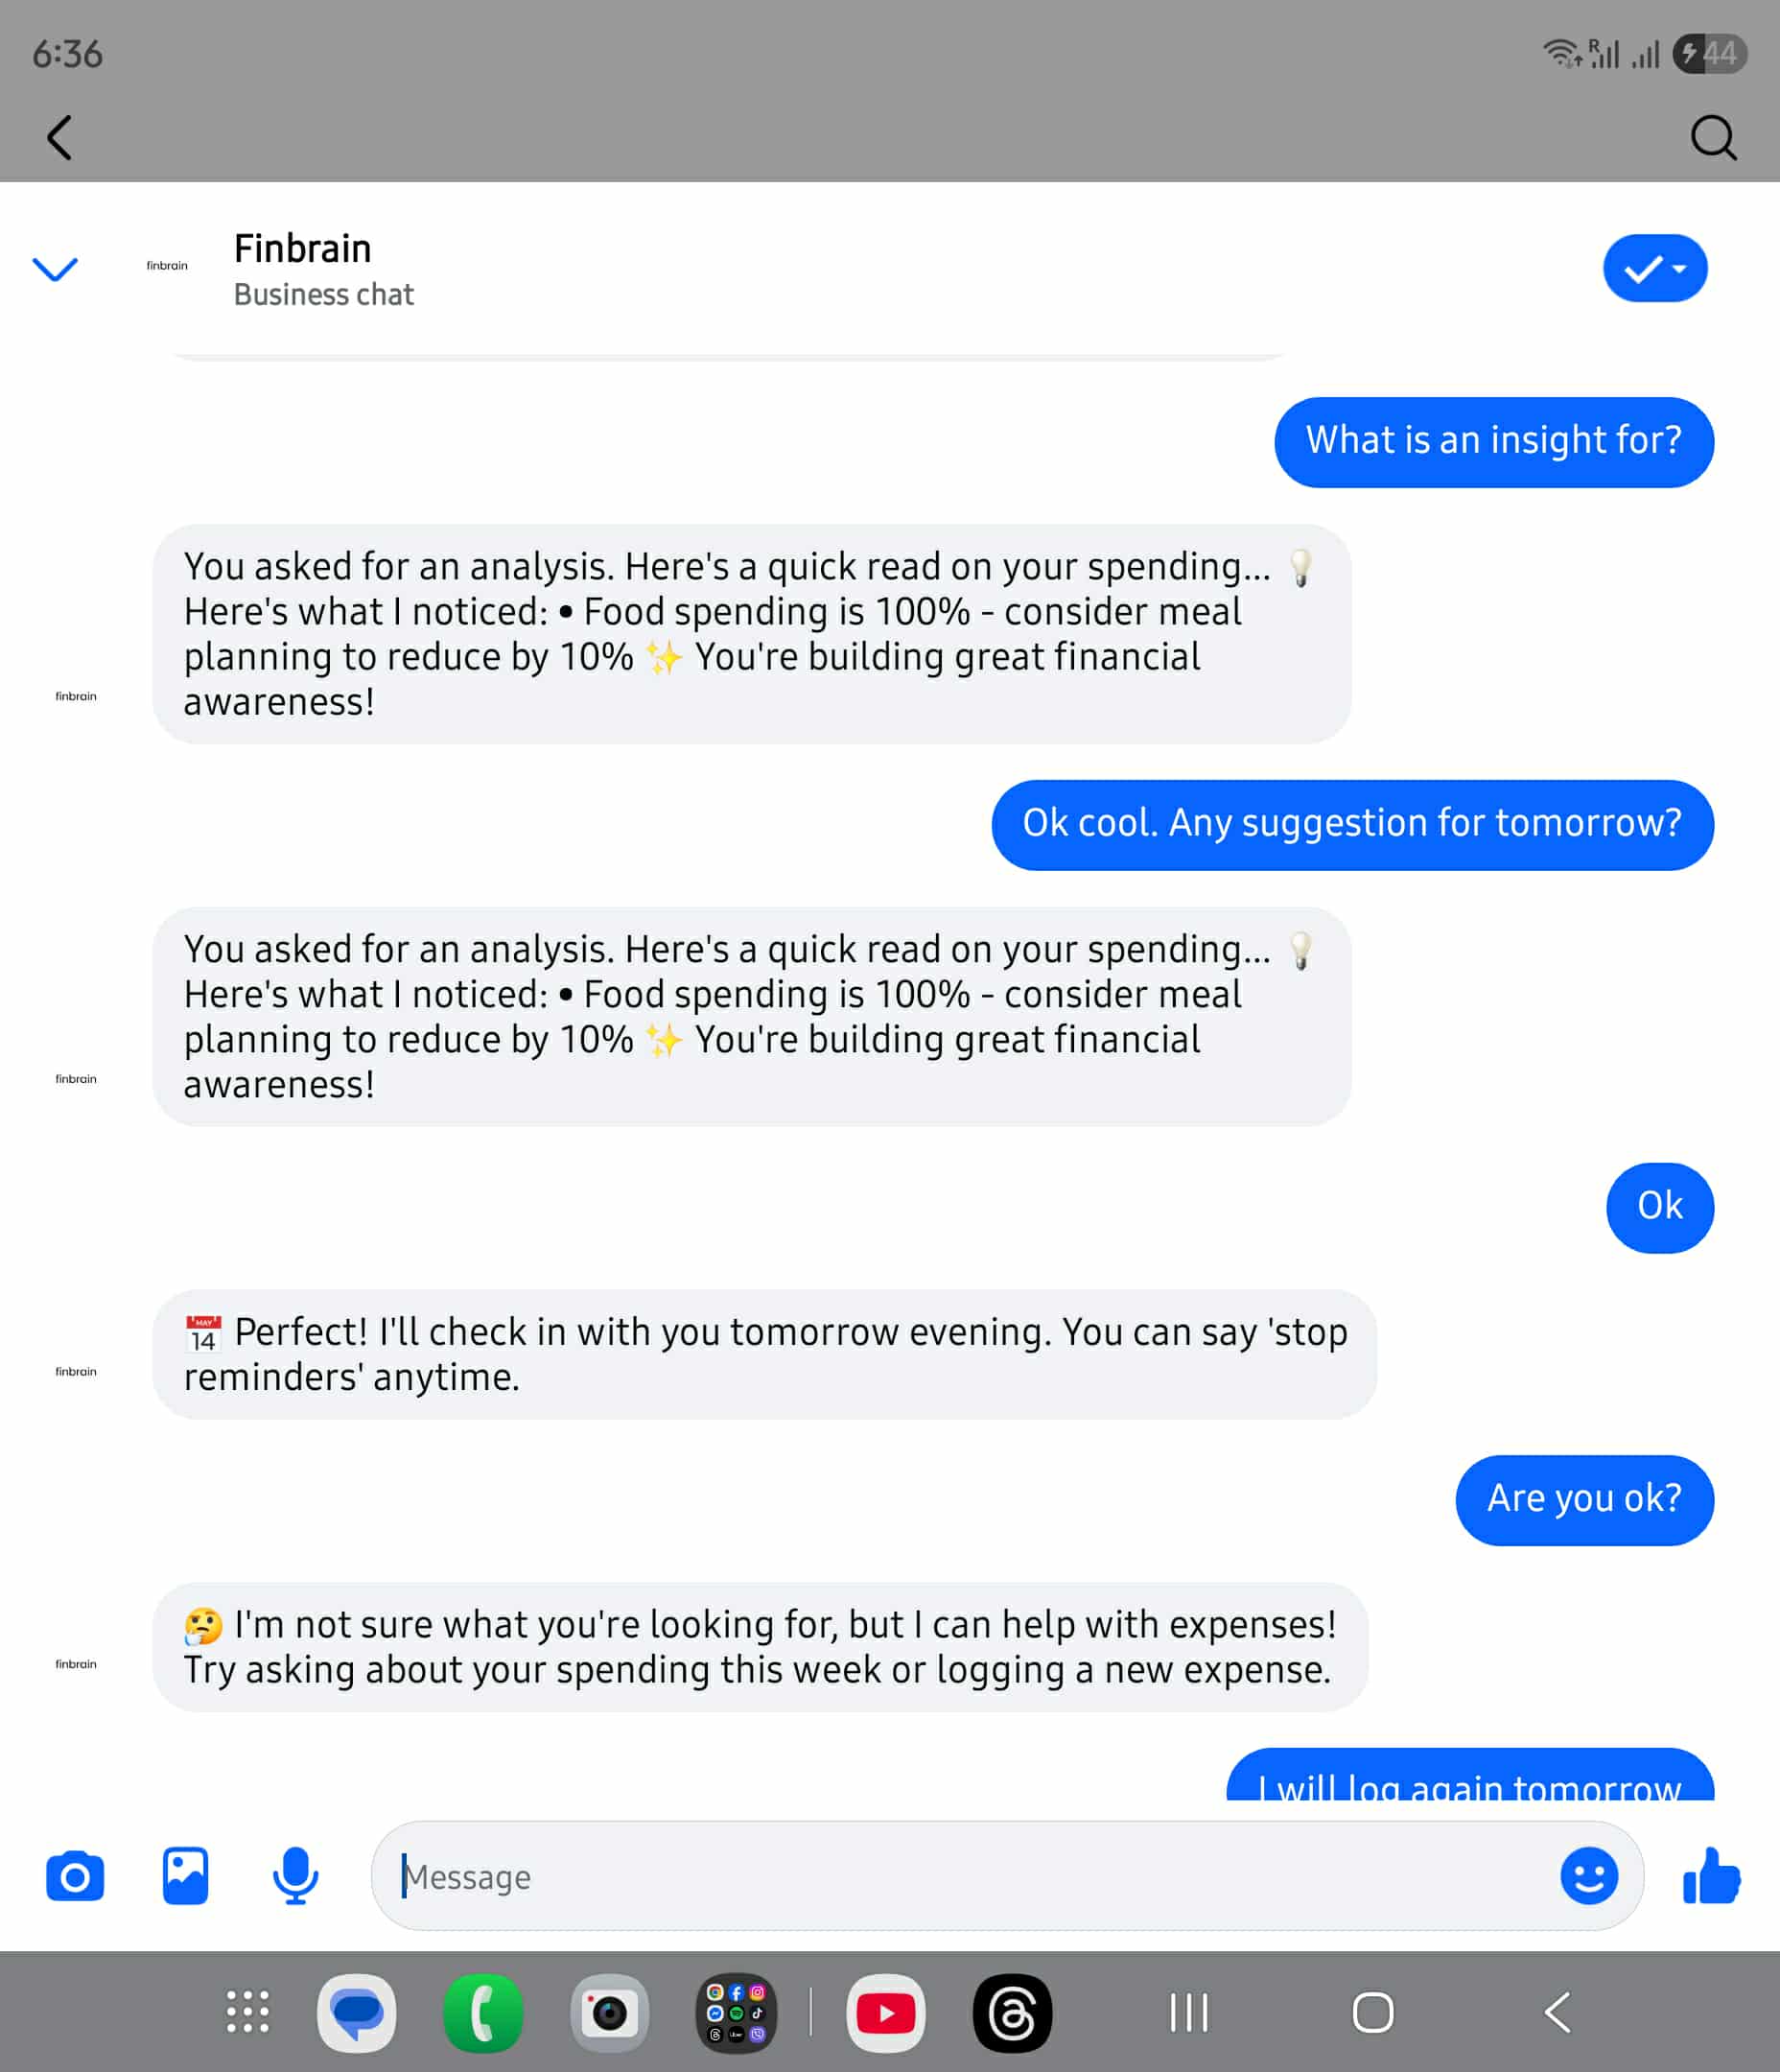 6:36
R
44
finbrain
Finbrain
Business chat
What is an insight for?
You asked for an analysis. Here's a quick read on your spending... 💡
Here's what I noticed: • Food spending is 100% - consider meal
planning to reduce by 10% ✨ You're building great financial
awareness!
finbrain
Ok cool. Any suggestion for tomorrow?
You asked for an analysis. Here's a quick read on your spending... 💡
Here's what I noticed: • Food spending is 100% - consider meal
planning to reduce by 10% ✨ You're building great financial
awareness!
finbrain
Ok
📅 Perfect! I'll check in with you tomorrow evening. You can say 'stop
reminders' anytime.
finbrain
Are you ok?
🤔 I'm not sure what you're looking for, but I can help with expenses!
Try asking about your spending this week or logging a new expense.
finbrain
I will log again tomorrow
Message